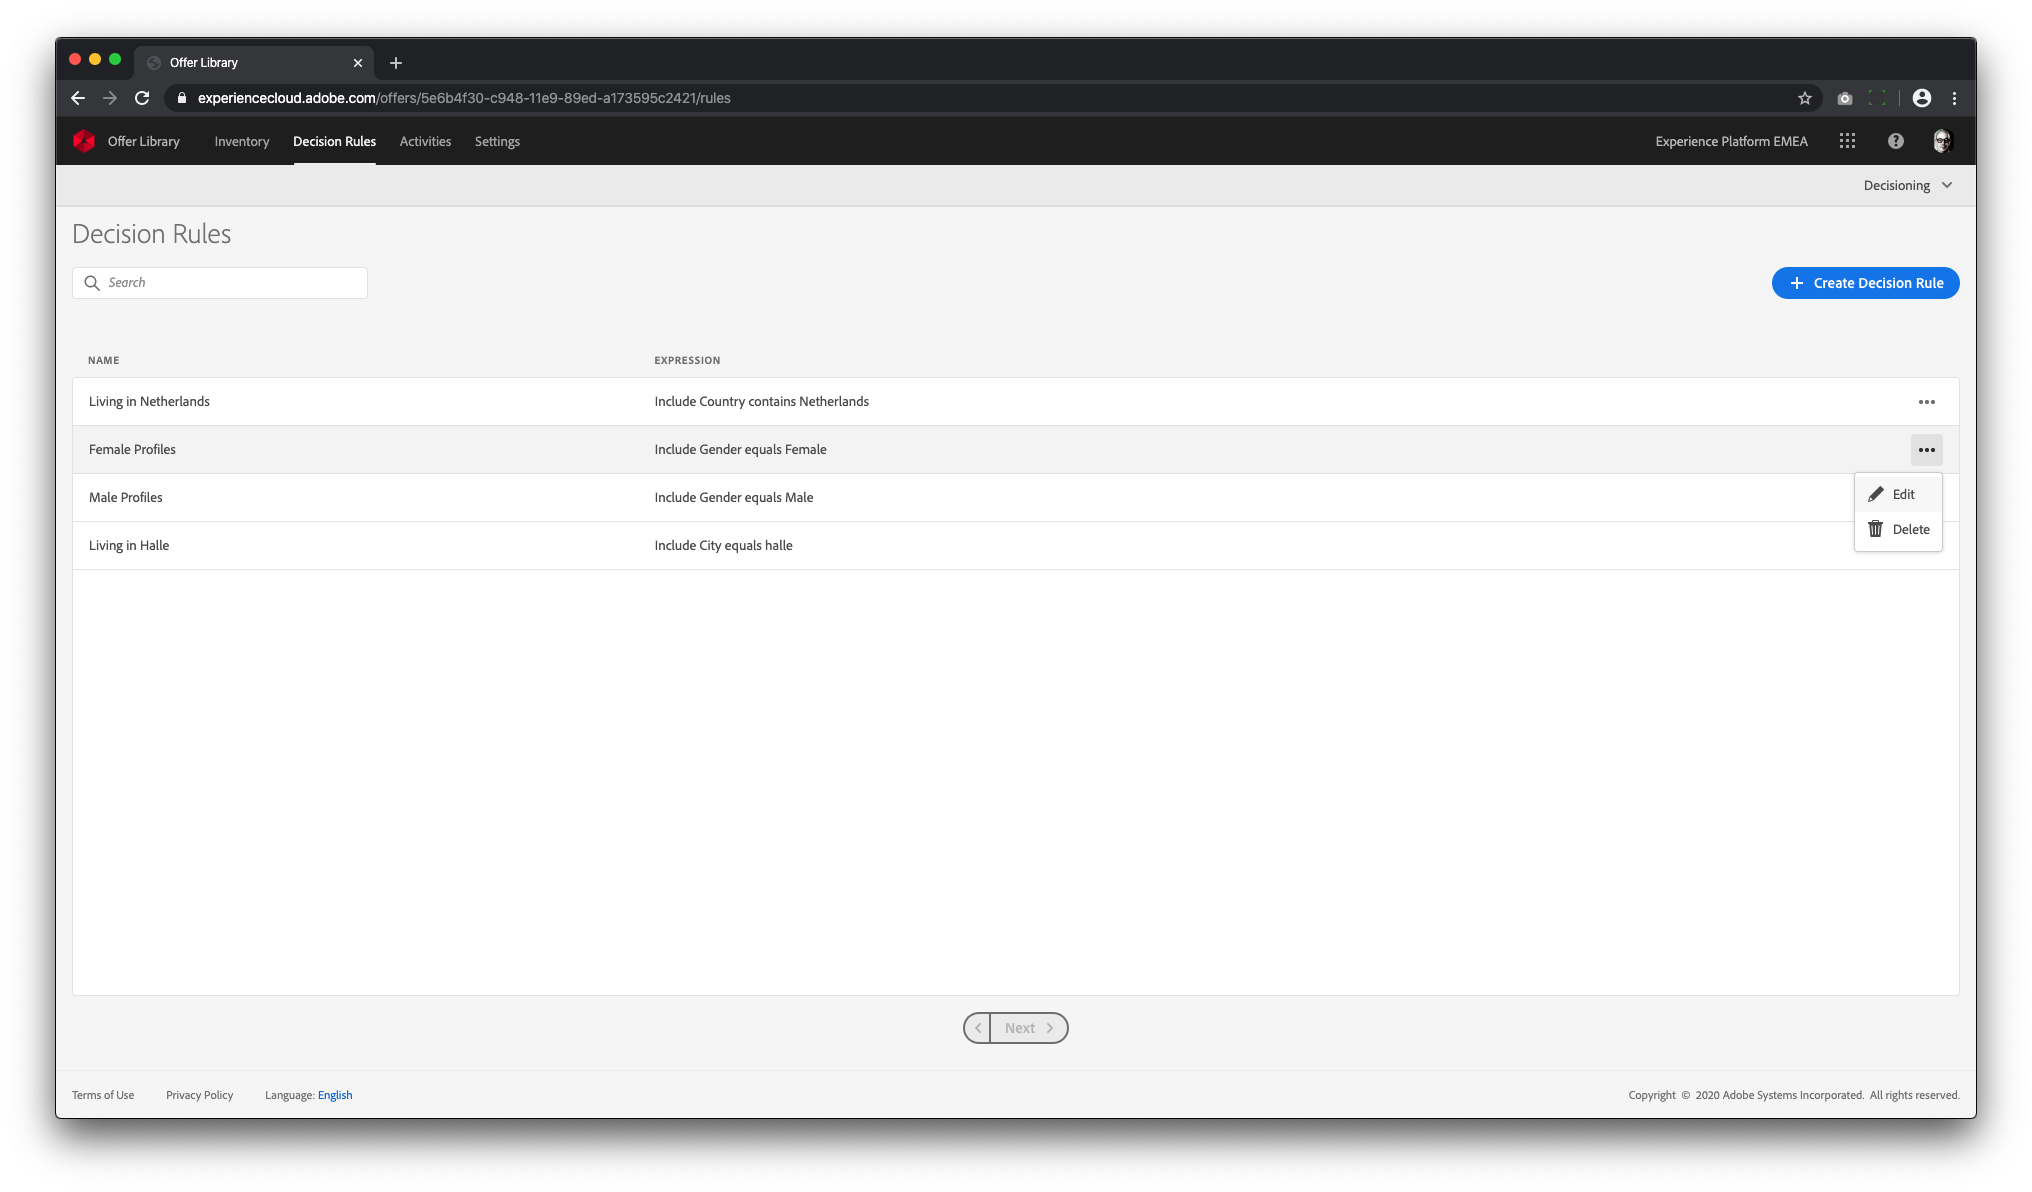 Offer Library
experiencecloud.adobe.com/offers/5e6b4f30-c948-11e9-89ed-a173595c2421/rules
Offer Library Inventory Decision Rules Activities Settings Experience Platform EMEA
Decisioning
Decision Rules
Search
Create Decision Rule
NAME EXPRESSION
Living in Netherlands Include Country contains Netherlands
Female Profiles Include Gender equals Female
Male Profiles Include Gender equals Male
Edit
Delete
Living in Halle Include City equals halle
Next
Terms of Use Privacy Policy Language: English Copyright © 2020 Adobe Systems Incorporated. All rights reserved.